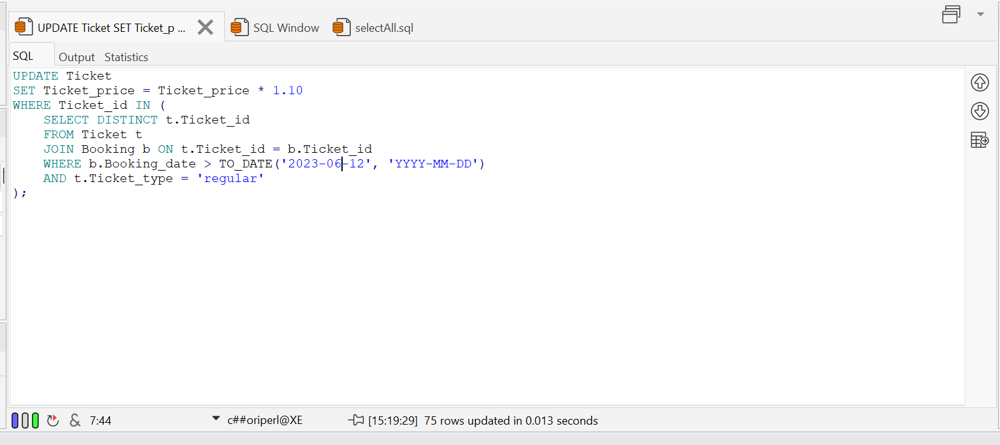 UPDATE Ticket SET Ticket_p ... SQL Window selectAll.sql
SQL Output Statistics
UPDATE Ticket
SET Ticket_price = Ticket_price * 1.10
WHERE Ticket_id IN (
    SELECT DISTINCT t.Ticket_id
    FROM Ticket t
    JOIN Booking b ON t.Ticket_id = b.Ticket_id
    WHERE b.Booking_date > TO_DATE('2023-06-12', 'YYYY-MM-DD')
    AND t.Ticket_type = 'regular'
);
& 7:44 c##oriperl@XE [15:19:29] 75 rows updated in 0.013 seconds